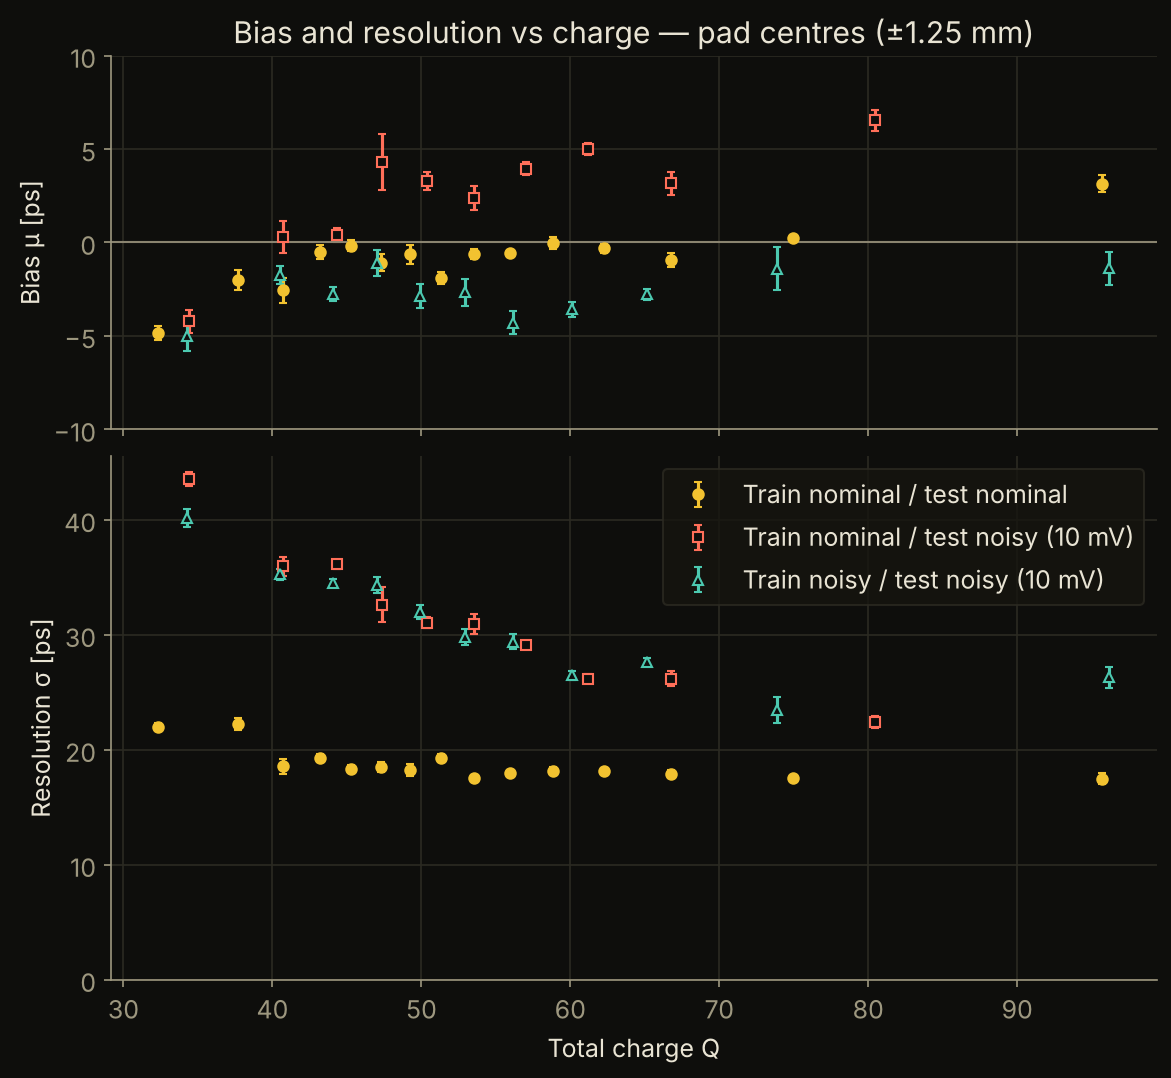 Bias and resolution vs charge — pad centres (±1.25 mm)
10
5
0
−5
−10
Bias μ [ps]
Train nominal / test nominal
Train nominal / test noisy (10 mV)
Train noisy / test noisy (10 mV)
40
30
20
10
0
Resolution σ [ps]
30 40 50 60 70 80 90
Total charge Q